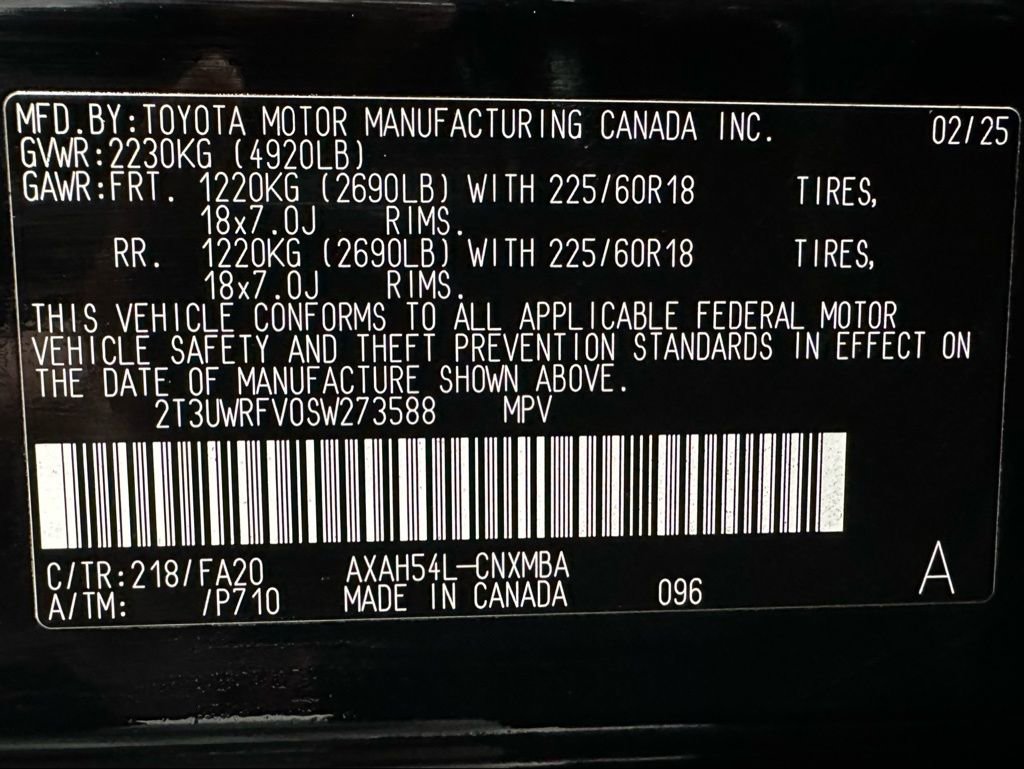 MFD.BY:TOYOTA MOTOR MANUFACTURING CANADA INC. 02/25
GVWR:2230KG (4920LB)
GAWR:FRT. 1220KG (2690LB) WITH 225/60R18 TIRES,
18x7.0J RIMS.
RR. 1220KG (2690LB) WITH 225/60R18 TIRES,
18x7.0J RIMS.
THIS VEHICLE CONFORMS TO ALL APPLICABLE FEDERAL MOTOR
VEHICLE SAFETY AND THEFT PREVENTION STANDARDS IN EFFECT ON
THE DATE OF MANUFACTURE SHOWN ABOVE.
2T3UWRFV0SW273588 MPV
C/TR:218/FA20 AXAH54L-CNXMBA A
A/TM: /P710 MADE IN CANADA 096